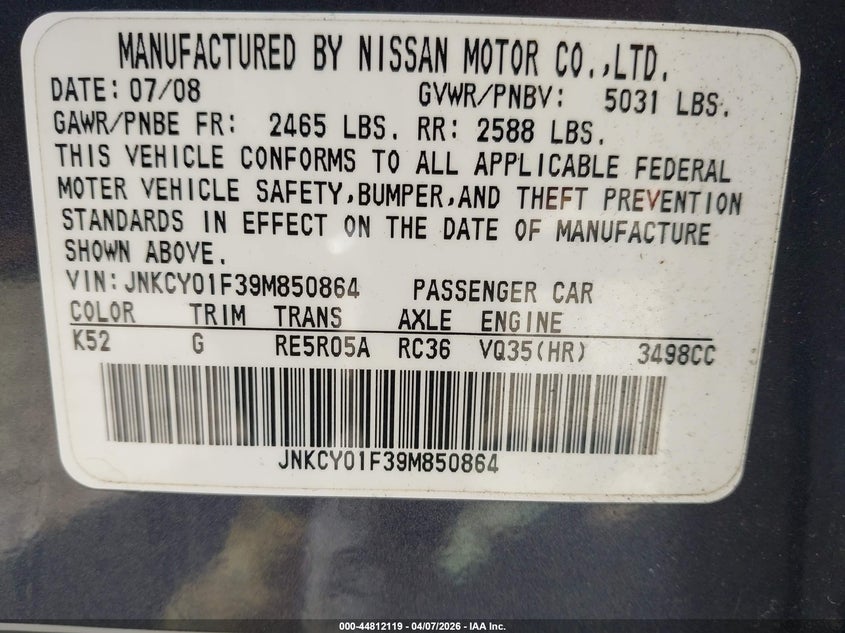 MANUFACTURED BY NISSAN MOTOR CO.,LTD.
DATE: 07/08 GVWR/PNBV: 5031 LBS.
GAWR/PNBE FR: 2465 LBS. RR: 2588 LBS.
THIS VEHICLE CONFORMS TO ALL APPLICABLE FEDERAL
MOTER VEHICLE SAFETY,BUMPER,AND THEFT PREVENTION
STANDARDS IN EFFECT ON THE DATE OF MANUFACTURE
SHOWN ABOVE.
VIN: JNKCY01F39M850864 PASSENGER CAR
COLOR TRIM TRANS AXLE ENGINE
K52 G RE5R05A RC36 VQ35(HR) 3498CC
JNKCY01F39M850864
000-44812119 - 04/07/2026 - IAA Inc.